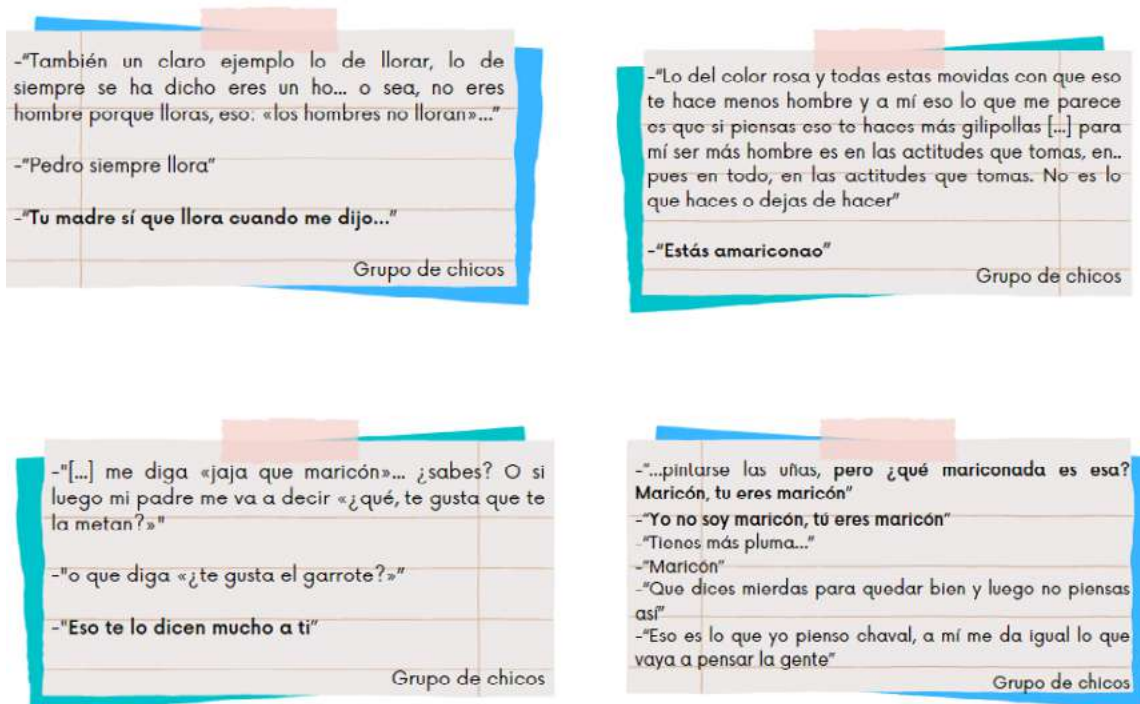 -"También un claro ejemplo lo de llorar, lo de
siempre se ha dicho eres un ho... o sea, no eres
hombre porque lloras, eso: «los hombres no lloran»..."
-"Pedro siempre llora"
-"Tu madre sí que llora cuando me dijo..."
Grupo de chicos
-"Lo del color rosa y todas estas movidas con que eso
te hace menos hombre y a mí eso lo que me parece
es que si piensas eso te haces más gilipollas [...] para
mí ser más hombre es en las actitudes que tomas, en..
pues en todo, en las actitudes que tomas. No es lo
que haces o dejas de hacer"
-"Estás amariconao"
Grupo de chicos
-"[...] me diga «jaja que maricón»... ¿sabes? O si
luego mi padre me va a decir «¿qué, te gusta que te
la metan?»"
-"o que diga «¿te gusta el garrote?»"
-"Eso te lo dicen mucho a ti"
Grupo de chicos
-"...pintarse las uñas, pero ¿qué mariconada es esa?
Maricón, tu eres maricón"
-"Yo no soy maricón, tú eres maricón"
-"Tienes más pluma..."
-"Maricón"
-"Que dices mierdas para quedar bien y luego no piensas
así"
-"Eso es lo que yo pienso chaval, a mí me da igual lo que
vaya a pensar la gente"
Grupo de chicos